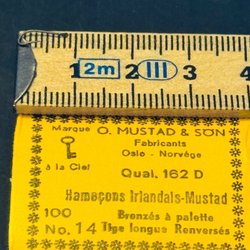 1 2m 2 III 3 4
Marque O. MUSTAD & SÖN
Fabricants
Oslo - Norvège
à la Clef
Qual. 162 D
Hameçons Irlandais-Mustad
100 Bronzés à palette
No. 14 Tige longue Renversés